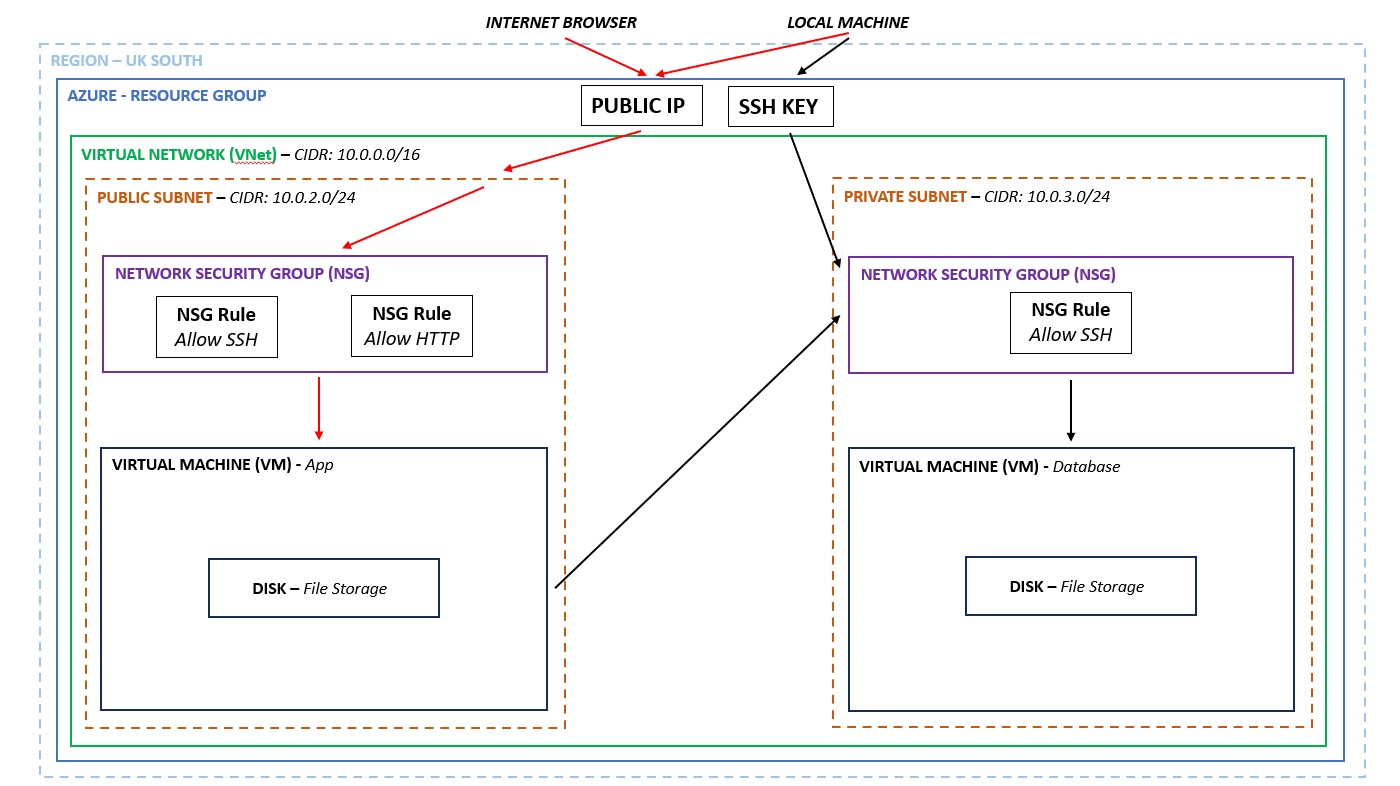 INTERNET BROWSER
LOCAL MACHINE
REGION – UK SOUTH
AZURE - RESOURCE GROUP
PUBLIC IP
SSH KEY
VIRTUAL NETWORK (VNet) – CIDR: 10.0.0.0/16
PUBLIC SUBNET – CIDR: 10.0.2.0/24
PRIVATE SUBNET – CIDR: 10.0.3.0/24
NETWORK SECURITY GROUP (NSG)
NSG Rule
Allow SSH
NSG Rule
Allow HTTP
NETWORK SECURITY GROUP (NSG)
NSG Rule
Allow SSH
VIRTUAL MACHINE (VM) - App
DISK – File Storage
VIRTUAL MACHINE (VM) - Database
DISK – File Storage